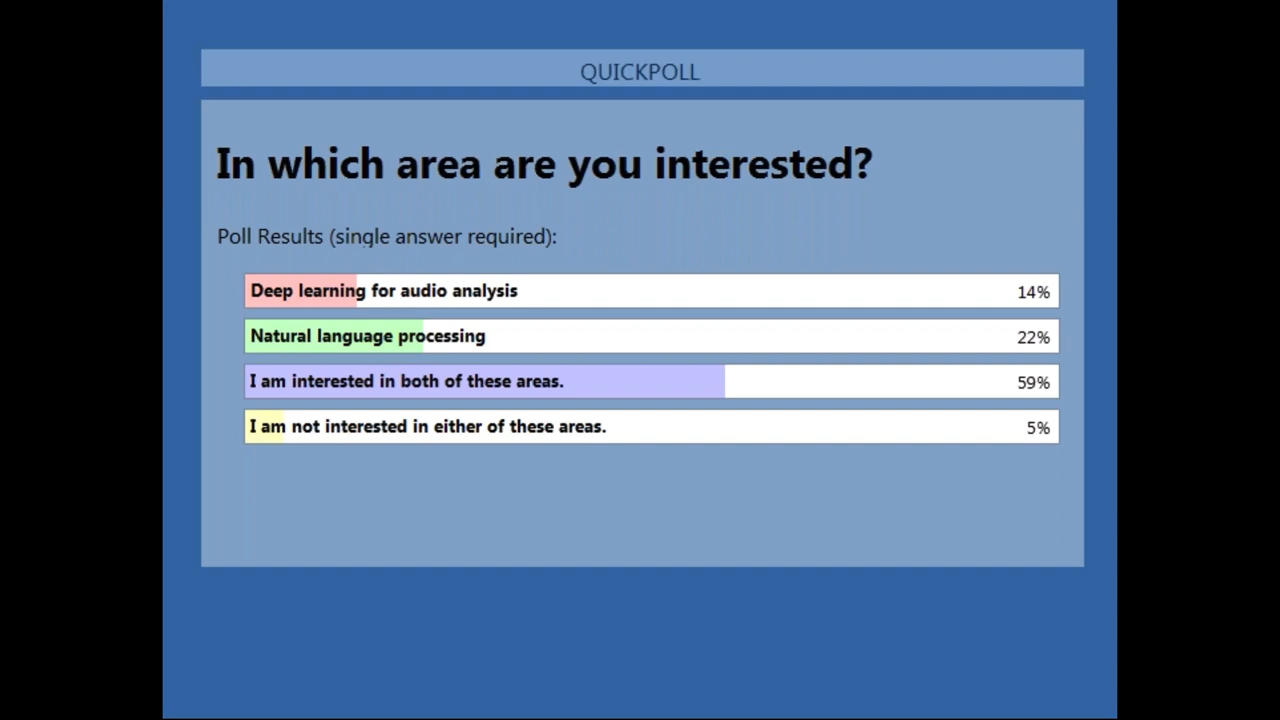 QUICKPOLL
In which area are you interested?
Poll Results (single answer required):
Deep learning for audio analysis 14%
Natural language processing 22%
I am interested in both of these areas. 59%
I am not interested in either of these areas. 5%